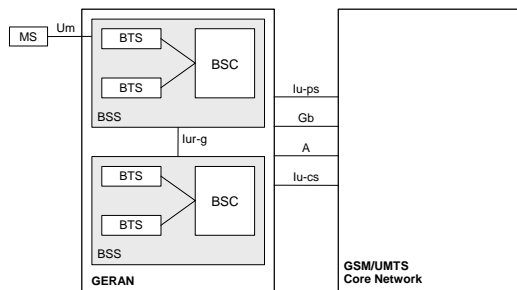 MS
Um
BTS
BSC
BTS
BSS
Iur-g
BTS
BSC
BTS
BSS
GERAN
Iu-ps
Gb
A
Iu-cs
GSM/UMTS
Core Network